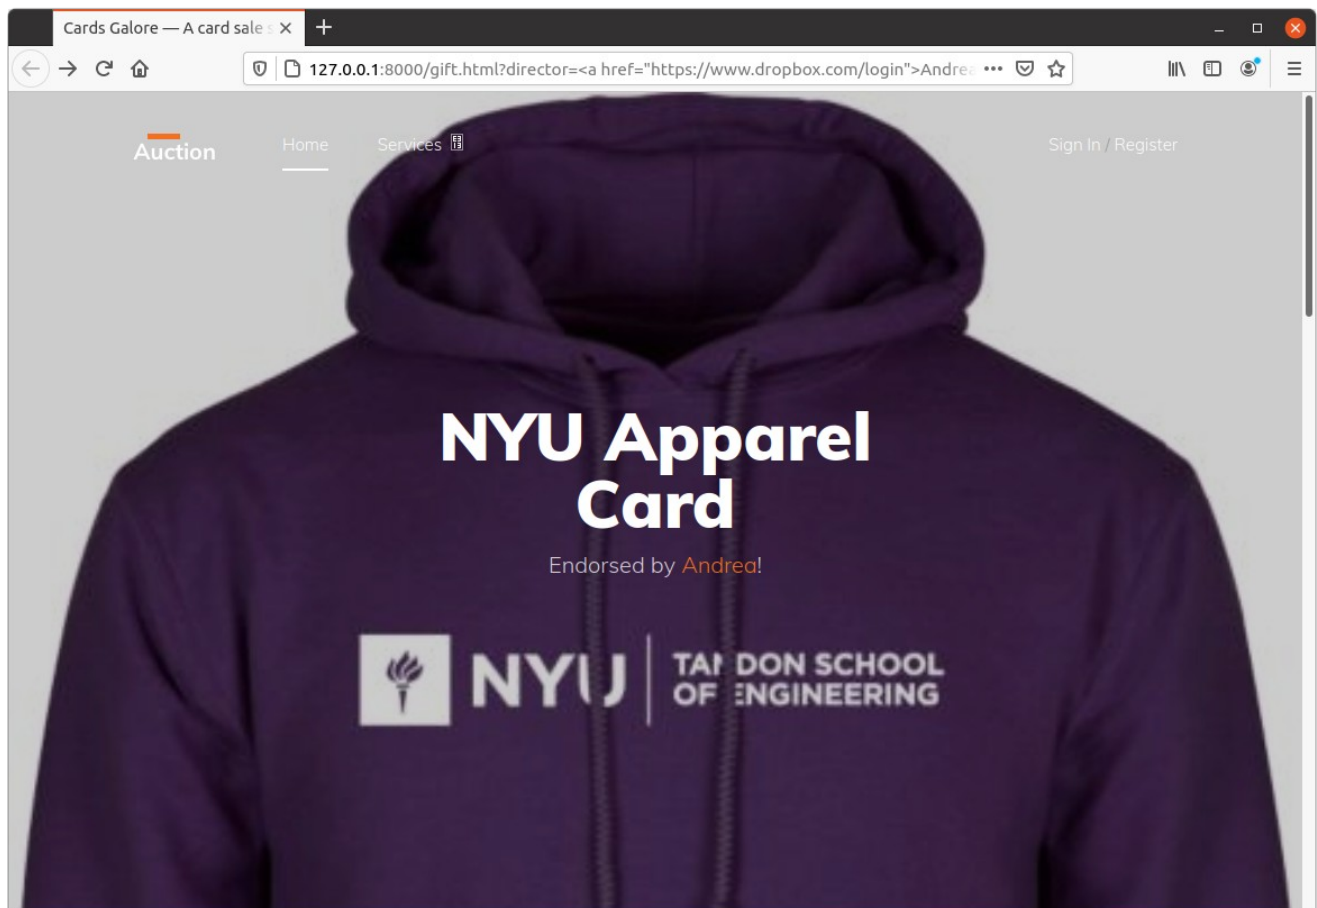 Cards Galore — A card sale s
127.0.0.1:8000/gift.html?director=<a href="https://www.dropbox.com/login">Andrea
Auction
Home
Services
Sign In / Register
NYU Apparel
Card
Endorsed by Andrea!
NYU
TANDON SCHOOL
OF ENGINEERING